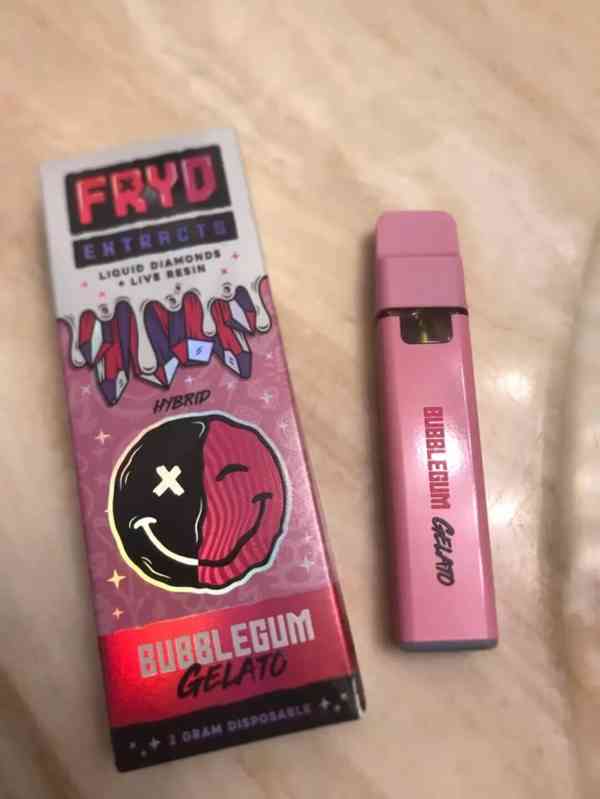 FRYD
EXTRACTS
LIQUID DIAMONDS
+ LIVE RESIN
HYBRID
BUBBLEGUM
GELATO
2 GRAM DISPOSABLE
BUBBLEGUM GELATO